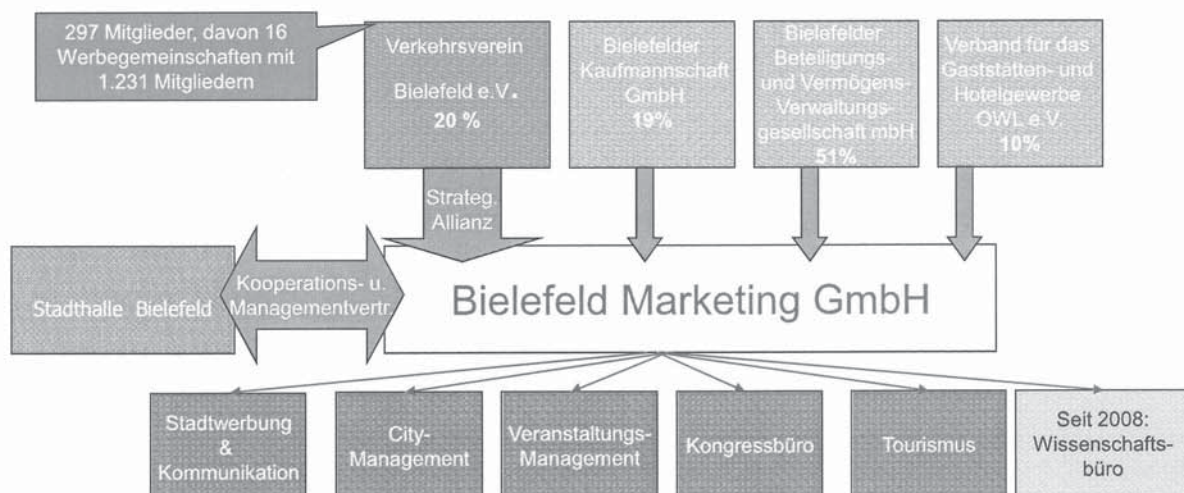 297 Mitglieder, davon 16
Werbegemeinschaften mit
1.231 Mitgliedern
Verkehrsverein
Bielefeld e.V.
20 %
Bielefelder
Kaufmannschaft
GmbH
19%
Bielefelder
Beteiligungs-
und Vermögens-
Verwaltungs-
gesellschaft mbH
51%
Verband für das
Gaststätten- und
Hotelgewerbe
OWL e.V.
10%
Strateg.
Allianz
Stadthalle Bielefeld
Kooperations- u.
Managementvertr.
Bielefeld Marketing GmbH
Stadtwerbung
&
Kommunikation
City-
Management
Veranstaltungs-
Management
Kongressbüro
Tourismus
Seit 2008:
Wissenschafts-
büro